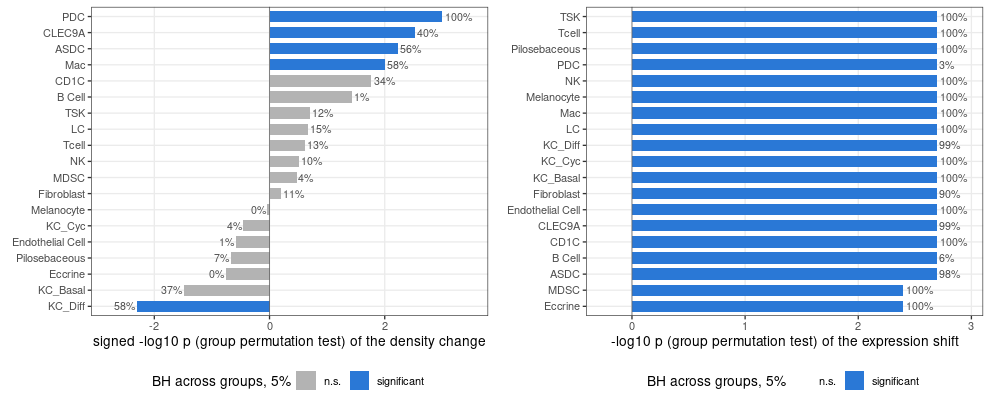 PDC 100%
CLEC9A 40%
ASDC 56%
Mac 58%
CD1C 34%
B Cell 1%
TSK 12%
LC 15%
Tcell 13%
NK 10%
MDSC 4%
Fibroblast 11%
Melanocyte 0%
KC_Cyc 4%
Endothelial Cell 1%
Pilosebaceous 7%
Eccrine 0%
KC_Basal 37%
KC_Diff 58%
-2 0 2
signed -log10 p (group permutation test) of the density change
BH across groups, 5% n.s. significant
TSK 100%
Tcell 100%
Pilosebaceous 100%
PDC 3%
NK 100%
Melanocyte 100%
Mac 100%
LC 100%
KC_Diff 99%
KC_Cyc 100%
KC_Basal 100%
Fibroblast 90%
Endothelial Cell 100%
CLEC9A 99%
CD1C 100%
B Cell 6%
ASDC 98%
MDSC 100%
Eccrine 100%
0 1 2 3
-log10 p (group permutation test) of the expression shift
BH across groups, 5% n.s. significant